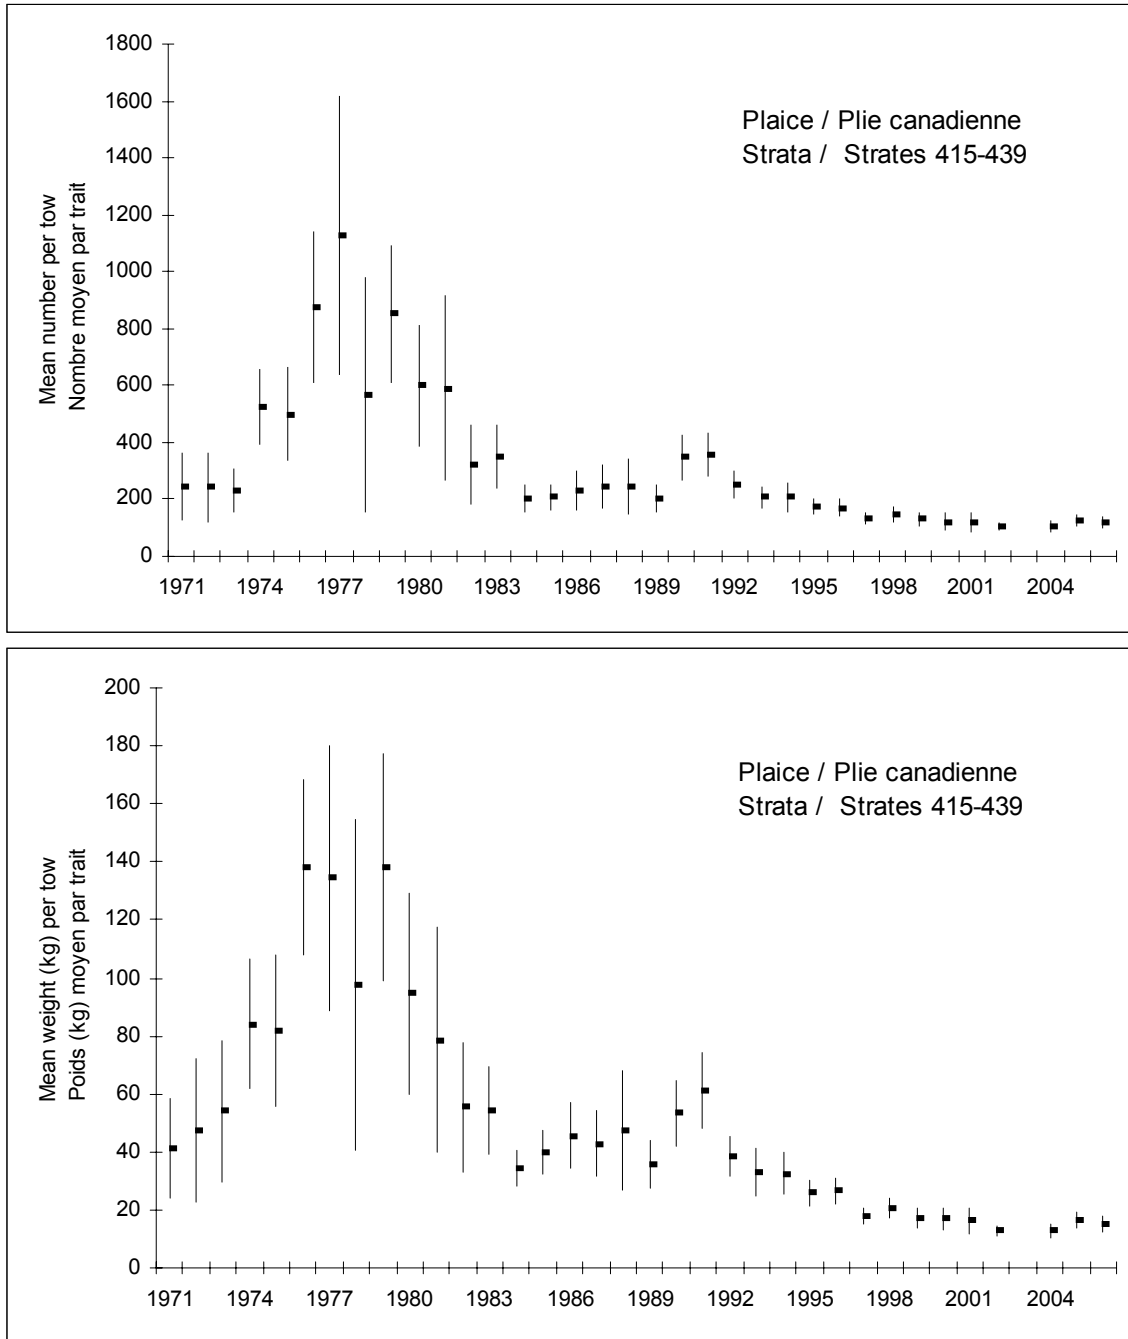 1800
1600
1400
1200
1000
800
600
400
200
0
Mean number per tow
Nombre moyen par trait
Plaice / Plie canadienne
Strata / Strates 415-439
1971 1974 1977 1980 1983 1986 1989 1992 1995 1998 2001 2004
200
180
160
140
120
100
80
60
40
20
0
Mean weight (kg) per tow
Poids (kg) moyen par trait
Plaice / Plie canadienne
Strata / Strates 415-439
1971 1974 1977 1980 1983 1986 1989 1992 1995 1998 2001 2004